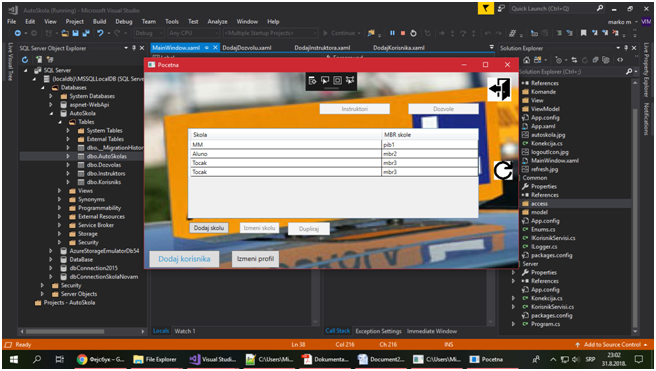 AutoSkola (Running) - Microsoft Visual Studio
Quick Launch (Ctrl+Q)
File Edit View Project Build Debug Team Tools Test Analyze Window Help
marko m
VM
Debug Any CPU <Multiple Startup Projects> Continue
Live Visual Tree
SQL Server Object Explorer
SQL Server
(localdb)\MSSQLLocalDB (SQL Server
Databases
System Databases
aspnet-WebApi
AutoSkola
Tables
System Tables
External Tables
dbo.__MigrationHistor
dbo.AutoSkolas
dbo.Dozvolas
dbo.Instruktors
dbo.Korisniks
Views
Synonyms
Programmability
External Resources
Service Broker
Storage
Security
AzureStorageEmulatorDb54
DataBase
dbConnection2015
dbConnectionSkolaNovam
Security
Server Objects
Projects - AutoSkola
MainWindow.xaml DodajDozvolu.xaml DodajInstruktora.xaml DodajKorisnika.xaml
Pocetna
Instruktori Dozvole
Skola MBR skole
MM pib1
Aluno mbr2
Tocak mbr3
Tocak mbr3
Dodaj skolu Izmeni skolu Dupliraj
Dodaj korisnika Izmeni profil
Locals Watch 1
Call Stack Exception Settings Immediate Window
Solution Explorer
Search Solution Explorer (Ctrl+;)
References
Komande
View
ViewModel
App.config
App.xaml
autoskola.jpg
Konekcija.cs
logoutIcon.jpg
MainWindow.xaml
refresh.jpg
Common
Properties
References
access
model
App.config
Enums.cs
IKorisnikServisi.cs
ILogger.cs
packages.config
Server
Properties
References
App.config
Konekcija.cs
KorisnikServisi.cs
packages.config
Program.cs
Live Property Explorer
Notifications
Ready
Ln 38 Col 216 Ch 216 INS
Add to Source Control
Фејсбук – G...
File Explorer
Visual Studi...
C:\Users\Mi...
Dokumenta...
Document2...
C:\Users\Mi...
Pocetna
SRP
23:02
31.8.2018.